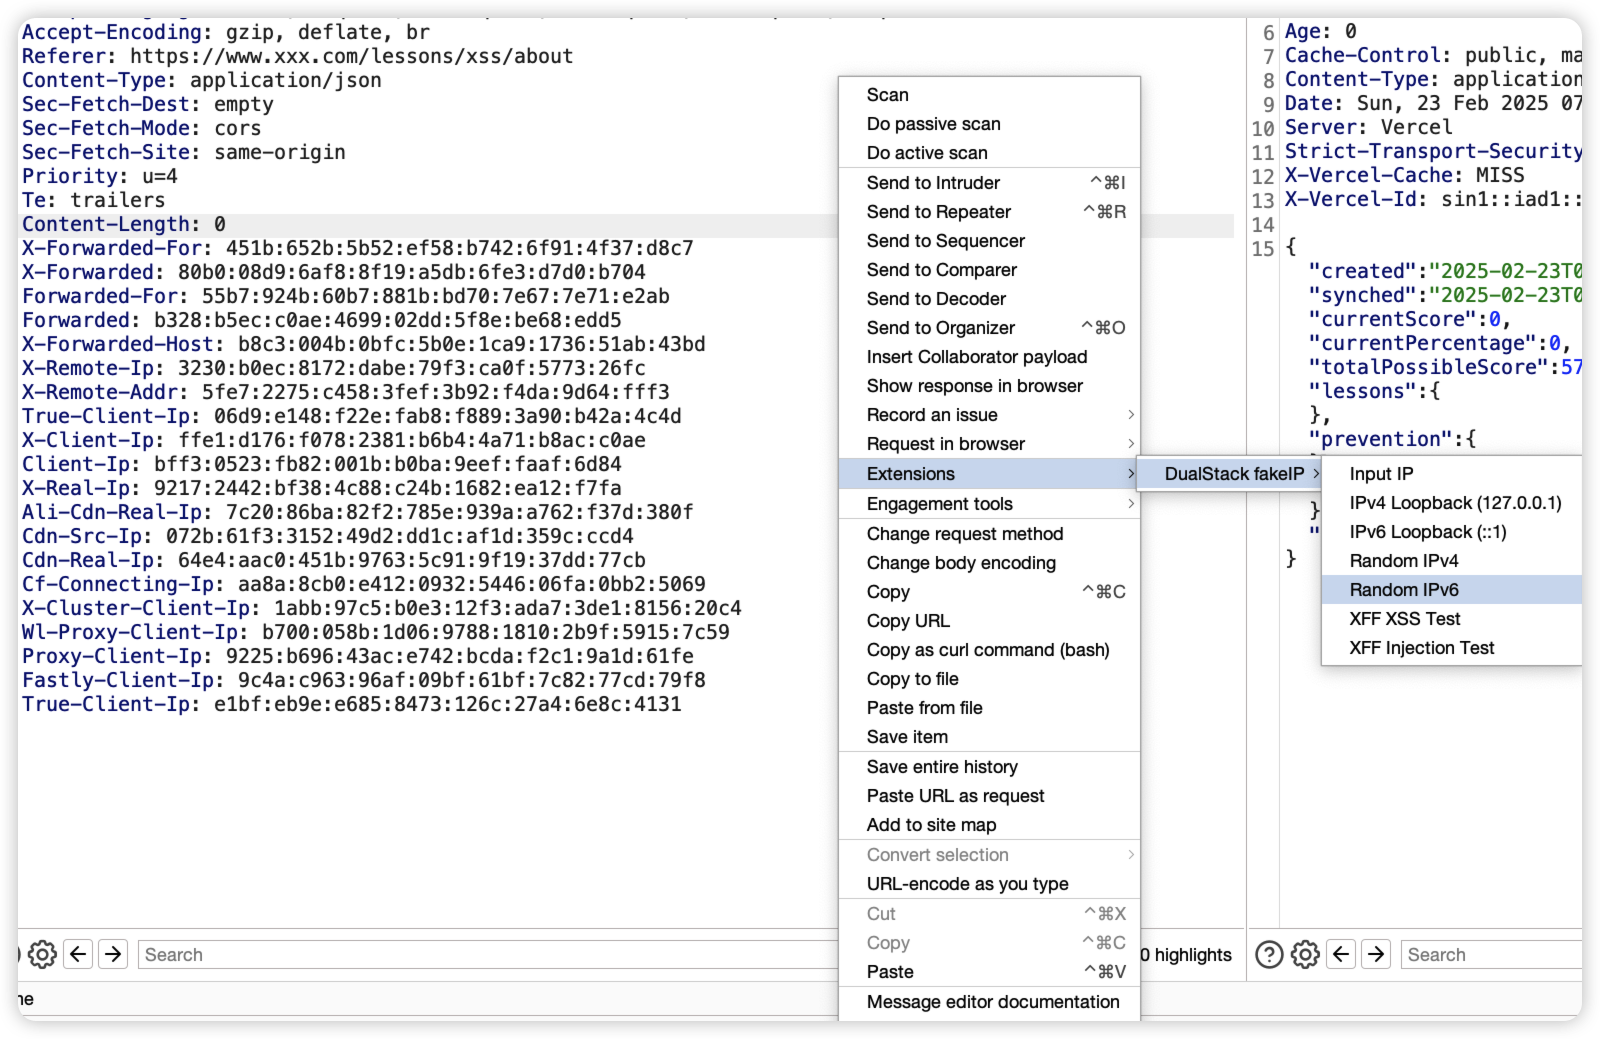 Accept-Encoding: gzip, deflate, br
Referer: https://www.xxx.com/lessons/xss/about
Content-Type: application/json
Sec-Fetch-Dest: empty
Sec-Fetch-Mode: cors
Sec-Fetch-Site: same-origin
Priority: u=4
Te: trailers
Content-Length: 0
X-Forwarded-For: 451b:652b:5b52:ef58:b742:6f91:4f37:d8c7
X-Forwarded: 80b0:08d9:6af8:8f19:a5db:6fe3:d7d0:b704
Forwarded-For: 55b7:924b:60b7:881b:bd70:7e67:7e71:e2ab
Forwarded: b328:b5ec:c0ae:4699:02dd:5f8e:be68:edd5
X-Forwarded-Host: b8c3:004b:0bfc:5b0e:1ca9:1736:51ab:43bd
X-Remote-Ip: 3230:b0ec:8172:dabe:79f3:ca0f:5773:26fc
X-Remote-Addr: 5fe7:2275:c458:3fef:3b92:f4da:9d64:fff3
True-Client-Ip: 06d9:e148:f22e:fab8:f889:3a90:b42a:4c4d
X-Client-Ip: ffe1:d176:f078:2381:b6b4:4a71:b8ac:c0ae
Client-Ip: bff3:0523:fb82:001b:b0ba:9eef:faaf:6d84
X-Real-Ip: 9217:2442:bf38:4c88:c24b:1682:ea12:f7fa
Ali-Cdn-Real-Ip: 7c20:86ba:82f2:785e:939a:a762:f37d:380f
Cdn-Src-Ip: 072b:61f3:3152:49d2:dd1c:af1d:359c:ccd4
Cdn-Real-Ip: 64e4:aac0:451b:9763:5c91:9f19:37dd:77cb
Cf-Connecting-Ip: aa8a:8cb0:e412:0932:5446:06fa:0bb2:5069
X-Cluster-Client-Ip: 1abb:97c5:b0e3:12f3:ada7:3de1:8156:20c4
Wl-Proxy-Client-Ip: b700:058b:1d06:9788:1810:2b9f:5915:7c59
Proxy-Client-Ip: 9225:b696:43ac:e742:bcda:f2c1:9a1d:61fe
Fastly-Client-Ip: 9c4a:c963:96af:09bf:61bf:7c82:77cd:79f8
True-Client-Ip: e1bf:eb9e:e685:8473:126c:27a4:6e8c:4131
Search
0 highlights
ne
Scan
Do passive scan
Do active scan
Send to Intruder ^⌘I
Send to Repeater ^⌘R
Send to Sequencer
Send to Comparer
Send to Decoder
Send to Organizer ^⌘O
Insert Collaborator payload
Show response in browser
Record an issue >
Request in browser >
Extensions >
Engagement tools >
Change request method
Change body encoding
Copy ^⌘C
Copy URL
Copy as curl command (bash)
Copy to file
Paste from file
Save item
Save entire history
Paste URL as request
Add to site map
Convert selection >
URL-encode as you type
Cut ^⌘X
Copy ^⌘C
Paste ^⌘V
Message editor documentation
DualStack fakeIP >
Input IP
IPv4 Loopback (127.0.0.1)
IPv6 Loopback (::1)
Random IPv4
Random IPv6
XFF XSS Test
XFF Injection Test
6 Age: 0
7 Cache-Control: public, ma
8 Content-Type: application
9 Date: Sun, 23 Feb 2025 07
10 Server: Vercel
11 Strict-Transport-Security
12 X-Vercel-Cache: MISS
13 X-Vercel-Id: sin1::iad1::
14
15 {
"created":"2025-02-23T0
"synched":"2025-02-23T0
"currentScore":0,
"currentPercentage":0,
"totalPossibleScore":57
"lessons":{
},
"prevention":{
}
"
}
? Search